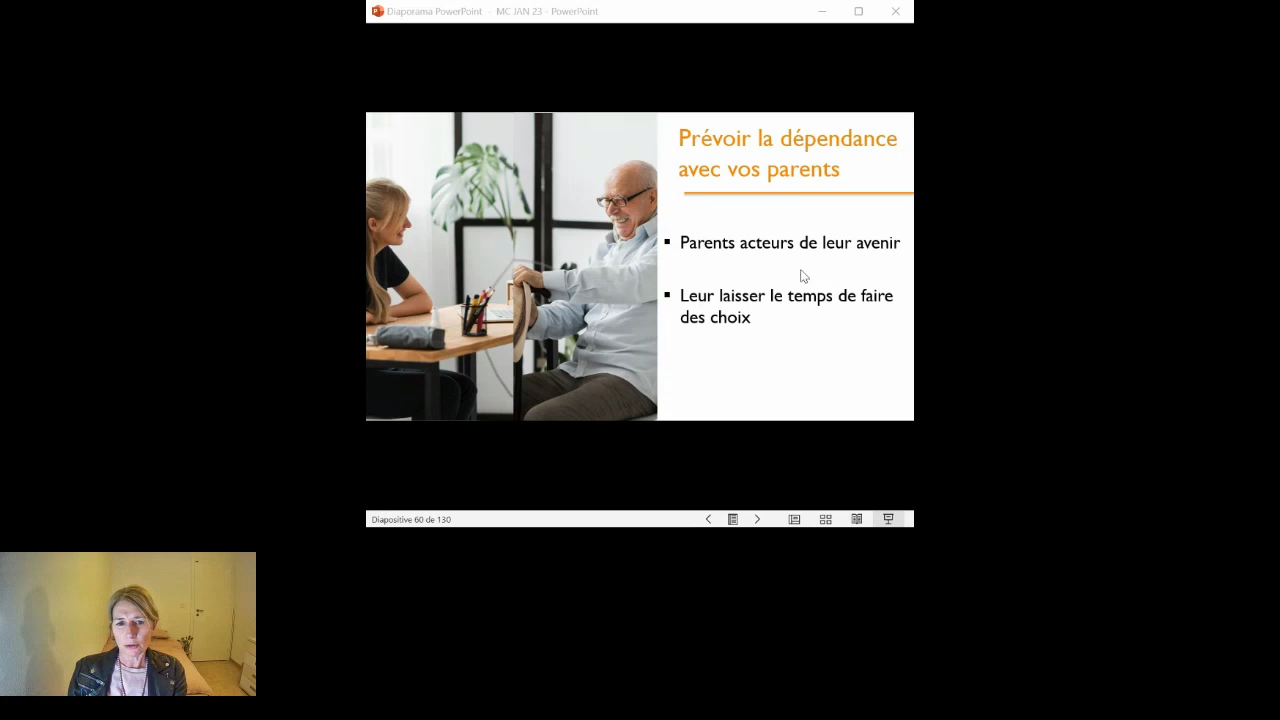 Diaporama PowerPoint - MC JAN 23 - PowerPoint
Prévoir la dépendance
avec vos parents
▪ Parents acteurs de leur avenir
▪ Leur laisser le temps de faire
des choix
Diapositive 60 de 130